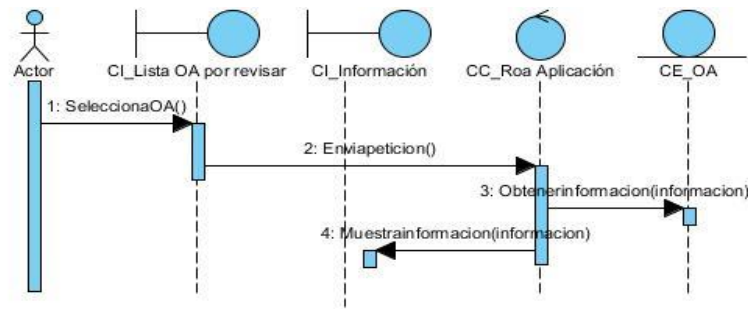 Actor
CI_Lista OA por revisar
CI_Información
CC_Roa Aplicación
CE_OA
1: SeleccionaOA()
2: Enviapeticion()
3: Obtenerinformacion(informacion)
4: Muestrainformacion(informacion)